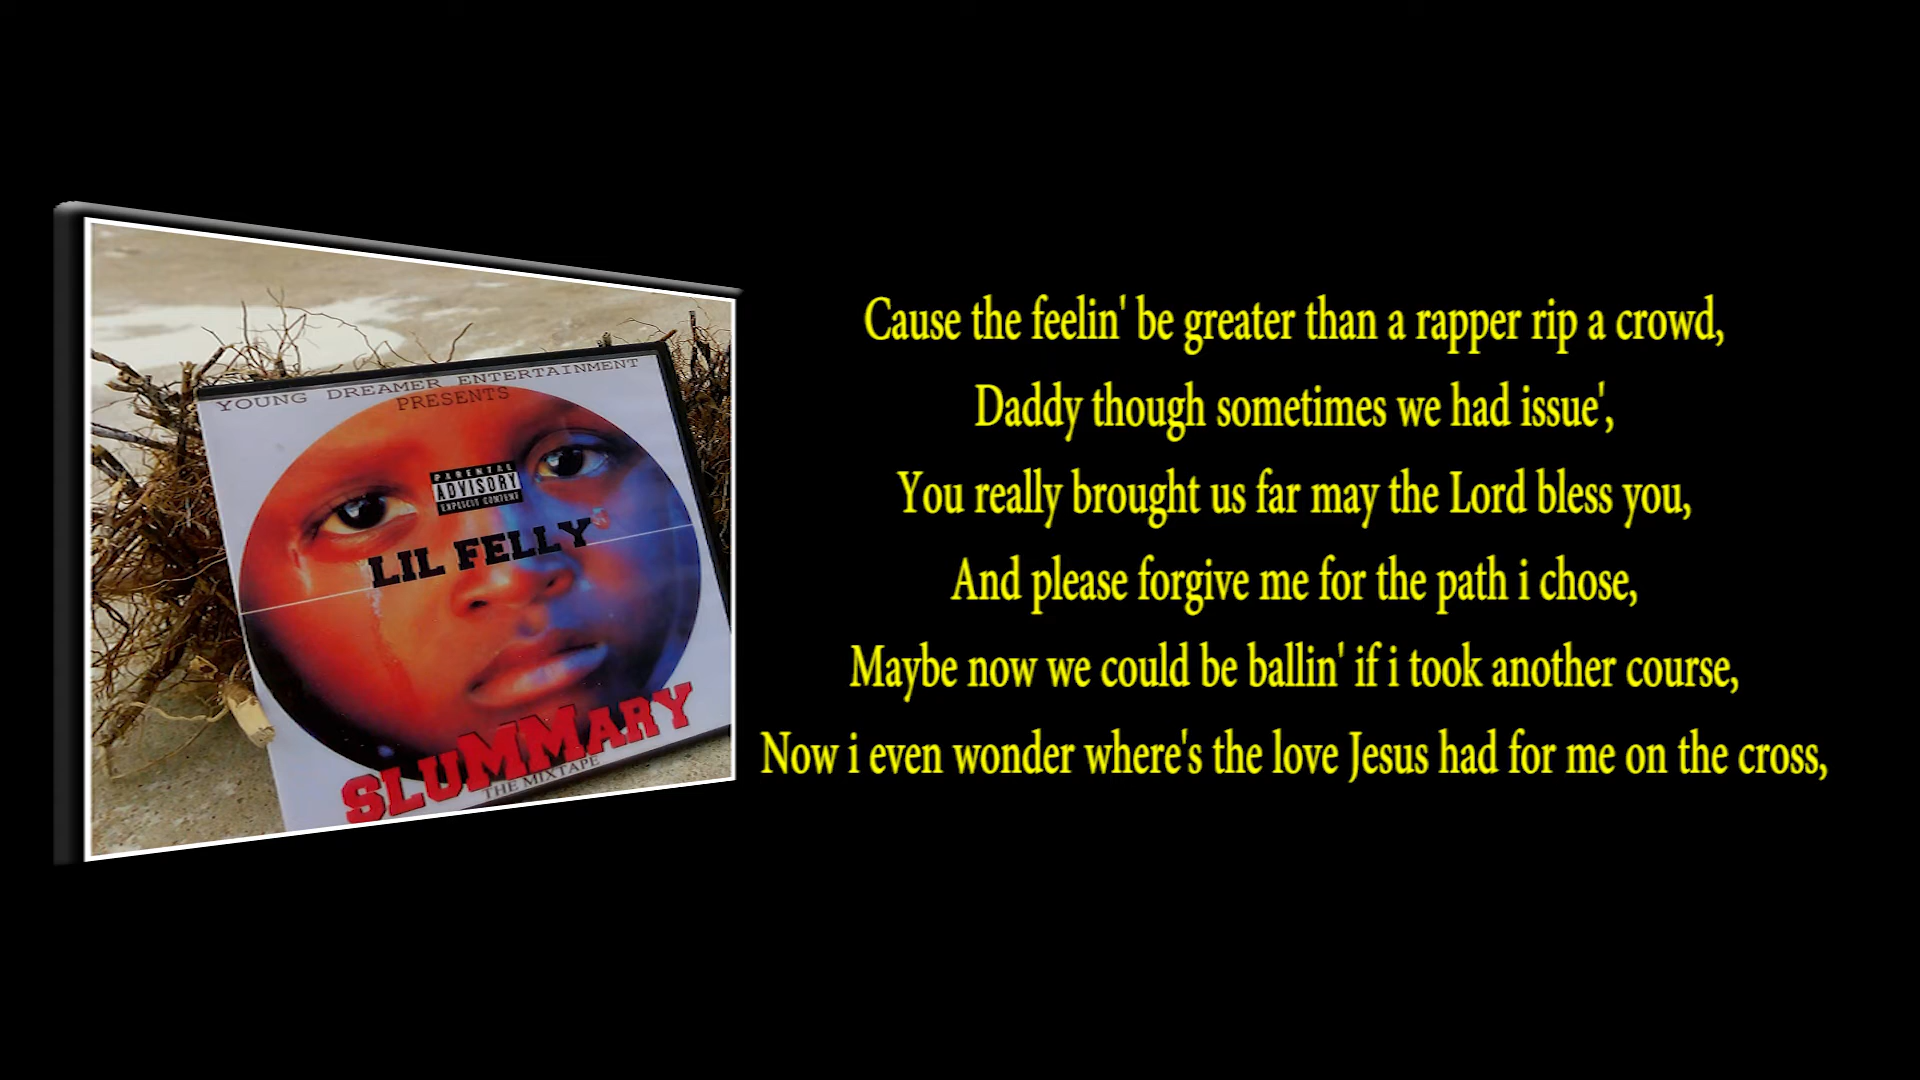 YOUNG DREAMER ENTERTAINMENT
PRESENTS
PARENTAL
ADVISORY
EXPLICIT CONTENT
LIL FELLY
SLUMMARY
THE MIXTAPE
Cause the feelin' be greater than a rapper rip a crowd,
Daddy though sometimes we had issue',
You really brought us far may the Lord bless you,
And please forgive me for the path i chose,
Maybe now we could be ballin' if i took another course,
Now i even wonder where's the love Jesus had for me on the cross,